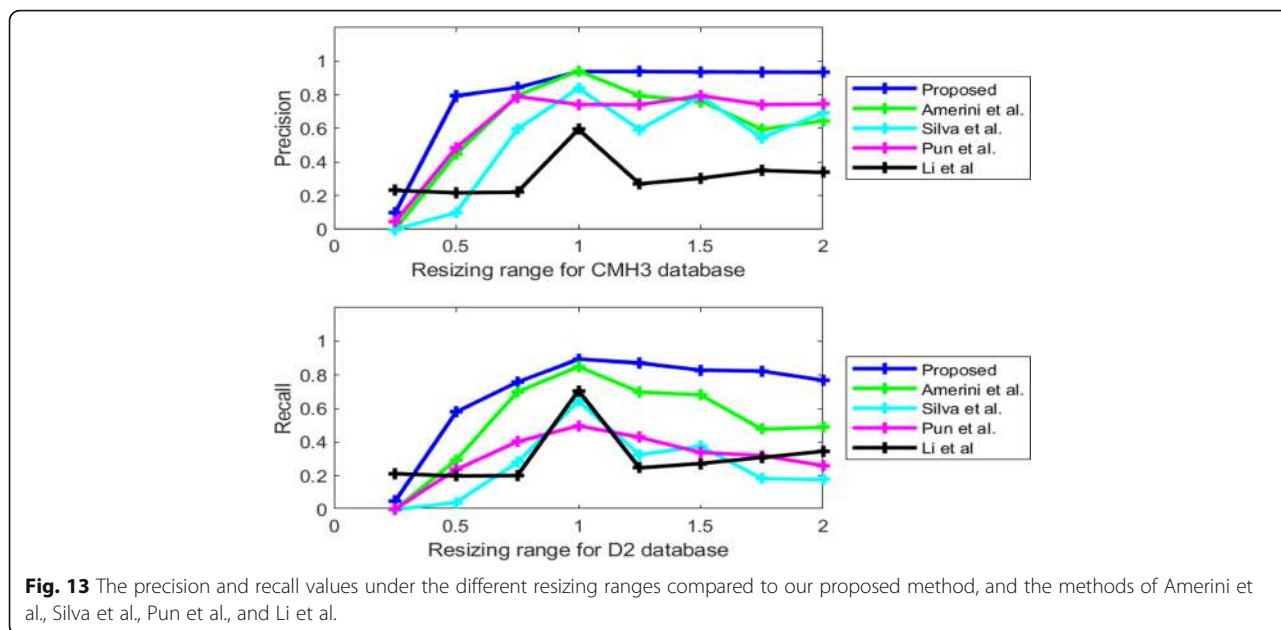 1
0.8
0.6
0.4
0.2
0
Precision
0 0.5 1 1.5 2
Resizing range for CMH3 database
Proposed
Amerini et al.
Silva et al.
Pun et al.
Li et al
1
0.8
0.6
0.4
0.2
0
Recall
0 0.5 1 1.5 2
Resizing range for D2 database
Proposed
Amerini et al.
Silva et al.
Pun et al.
Li et al
Fig. 13 The precision and recall values under the different resizing ranges compared to our proposed method, and the methods of Amerini et
al., Silva et al., Pun et al., and Li et al.